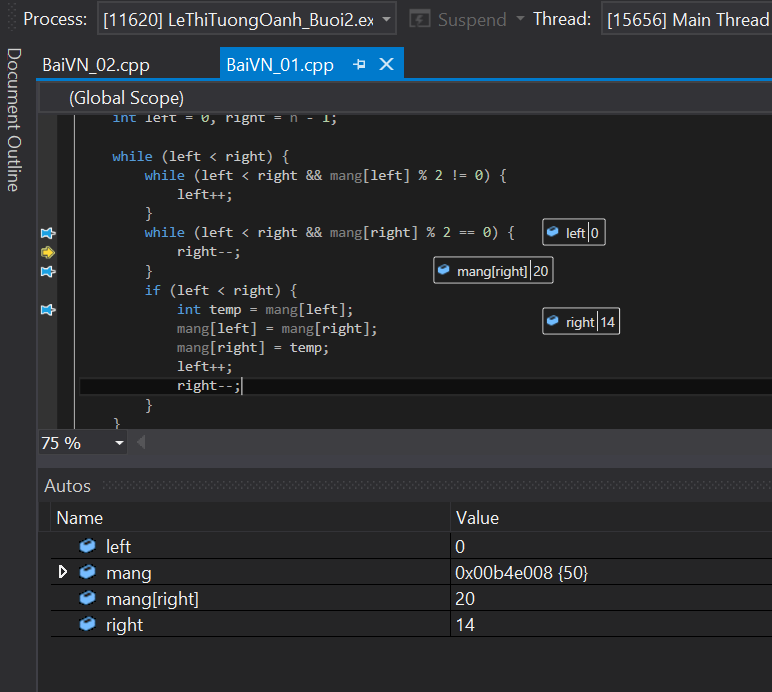 Process: [11620] LeThiTuongOanh_Buoi2.ex Suspend Thread: [15656] Main Thread
Document Outline
BaiVN_02.cpp BaiVN_01.cpp
(Global Scope)
int left = 0, right = n - 1;
while (left < right) {
while (left < right && mang[left] % 2 != 0) {
left++;
}
while (left < right && mang[right] % 2 == 0) { left 0
right--;
} mang[right] 20
if (left < right) {
int temp = mang[left];
mang[left] = mang[right]; right 14
mang[right] = temp;
left++;
right--;
}
}
75 %
Autos
Name Value
left 0
mang 0x00b4e008 {50}
mang[right] 20
right 14